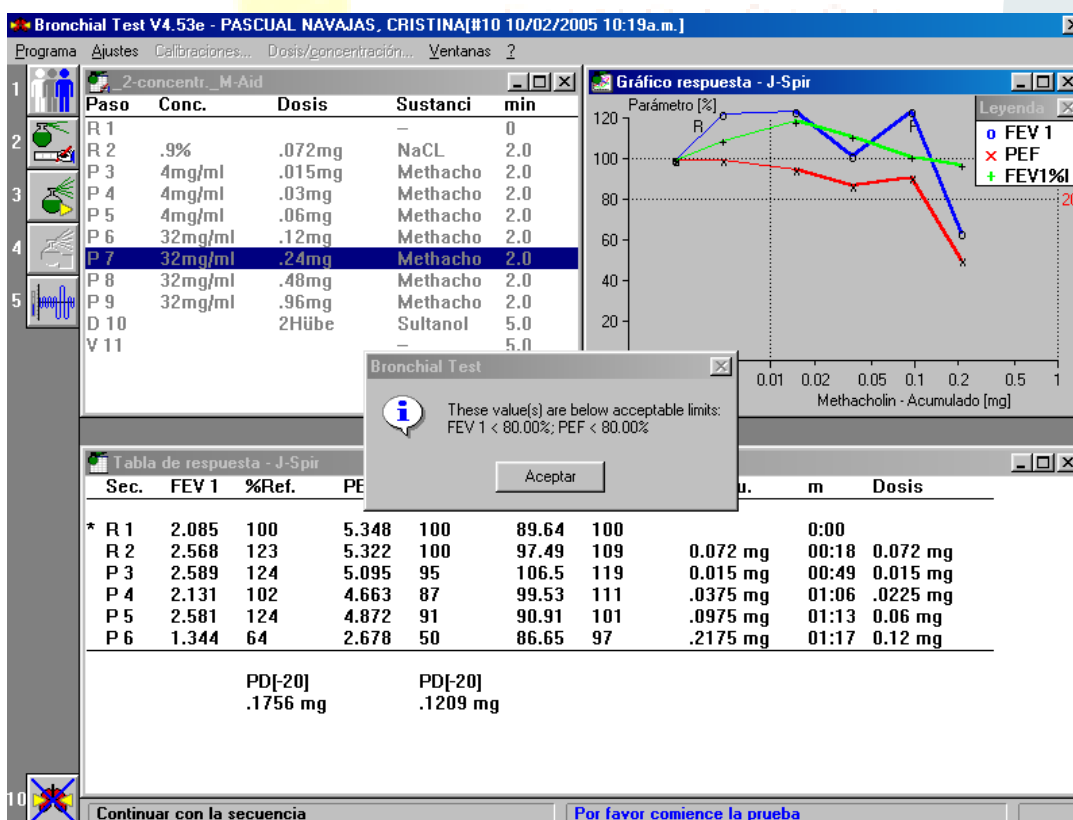 Bronchial Test V4.53e - PASCUAL NAVAJAS, CRISTINA[#10 10/02/2005 10:19a.m.]
Programa Ajustes Calibraciones... Dosis/concentración... Ventanas ?
1
2
3
4
5
10
_2-concentr._M-Aid
Paso Conc. Dosis Sustanci min
R 1 – 0
R 2 .9% .072mg NaCL 2.0
P 3 4mg/ml .015mg Methacho 2.0
P 4 4mg/ml .03mg Methacho 2.0
P 5 4mg/ml .06mg Methacho 2.0
P 6 32mg/ml .12mg Methacho 2.0
P 7 32mg/ml .24mg Methacho 2.0
P 8 32mg/ml .48mg Methacho 2.0
P 9 32mg/ml .96mg Methacho 2.0
D 10 2Hübe Sultanol 5.0
V 11 – 5.0
Gráfico respuesta - J-Spir
Parámetro [%]
120
100
80
60
40
20
R
P
20
0.01 0.02 0.05 0.1 0.2 0.5 1
Methacholin - Acumulado [mg]
Leyenda
o FEV 1
× PEF
+ FEV1%I
Bronchial Test
These value(s) are below acceptable limits:
FEV 1 < 80.00%; PEF < 80.00%
Aceptar
Tabla de respuesta - J-Spir
Sec. FEV 1 %Ref. PE u. m Dosis
* R 1 2.085 100 5.348 100 89.64 100 0:00
R 2 2.568 123 5.322 100 97.49 109 0.072 mg 00:18 0.072 mg
P 3 2.589 124 5.095 95 106.5 119 0.015 mg 00:49 0.015 mg
P 4 2.131 102 4.663 87 99.53 111 .0375 mg 01:06 .0225 mg
P 5 2.581 124 4.872 91 90.91 101 .0975 mg 01:13 0.06 mg
P 6 1.344 64 2.678 50 86.65 97 .2175 mg 01:17 0.12 mg
PD[-20] PD[-20]
.1756 mg .1209 mg
Continuar con la secuencia
Por favor comience la prueba